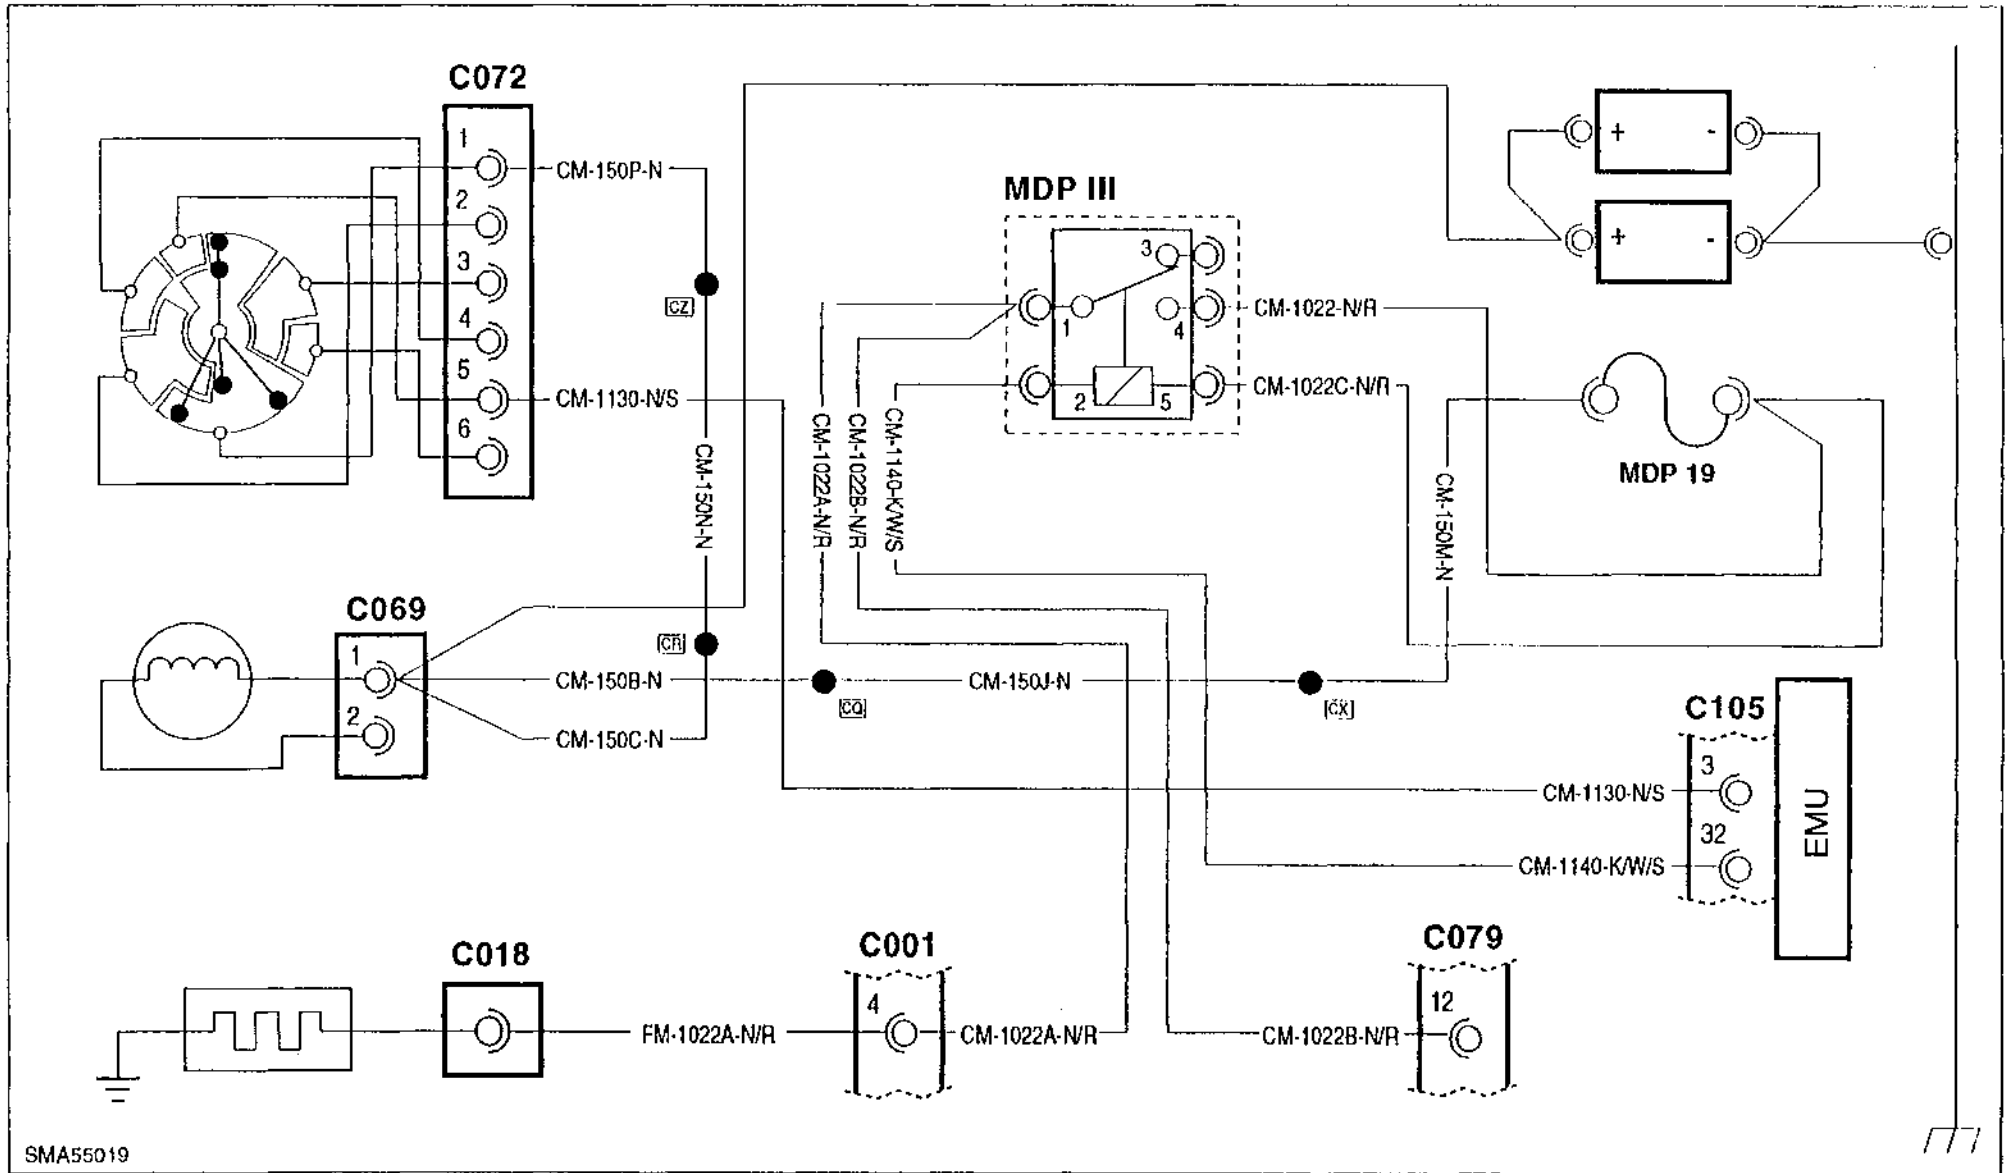 C072
1
CM-150P-N
2
3
4
5
CM-1130-N/S
6
CZ
CM-150N-N
MDP III
3
1
4
2
5
CM-1022-N/R
CM-1022C-N/R
CM-1022A-N/R
CM-1022B-N/R
CM-1140-K/W/S
+ -
+ -
MDP 19
CM-150M-N
C069
1
2
CR
CM-150B-N
CQ
CM-150J-N
CX
CM-150C-N
C105
3
CM-1130-N/S
32
CM-1140-K/W/S
EMU
C018
FM-1022A-N/R
C001
4
CM-1022A-N/R
C079
12
CM-1022B-N/R
SMA55019